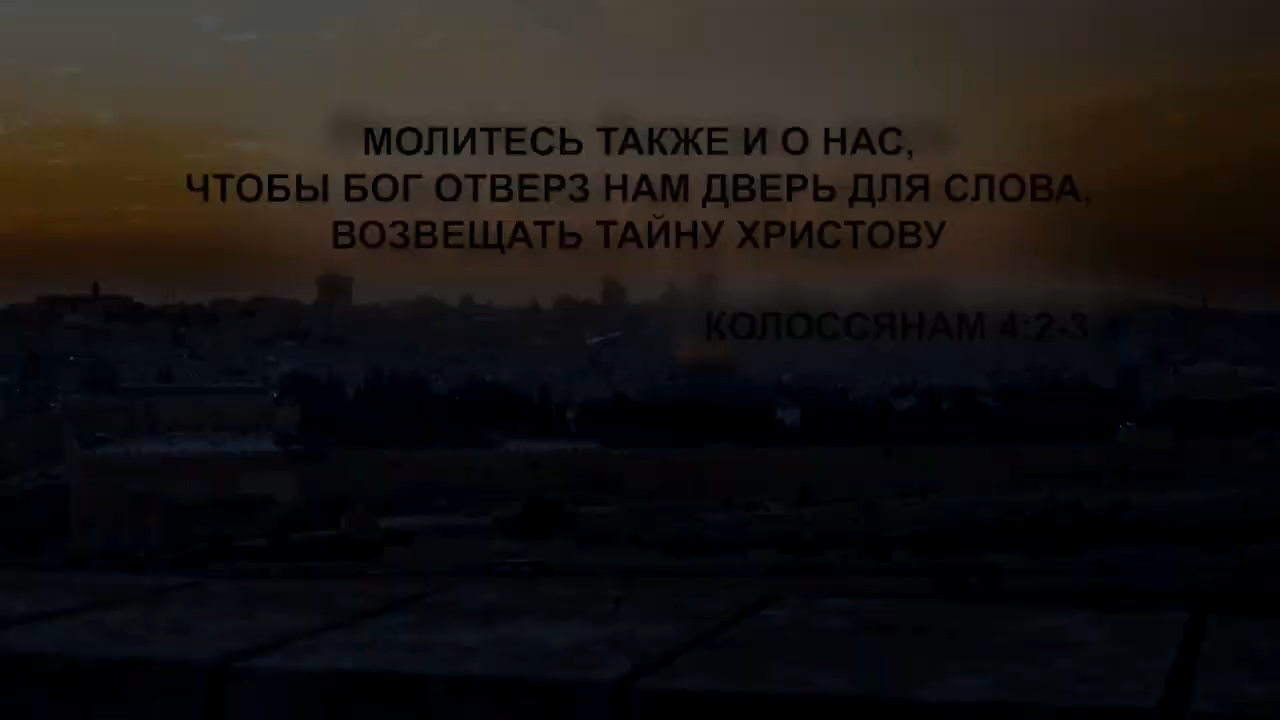 МОЛИТЕСЬ ТАКЖЕ И О НАС,
ЧТОБЫ БОГ ОТВЕРЗ НАМ ДВЕРЬ ДЛЯ СЛОВА,
ВОЗВЕЩАТЬ ТАЙНУ ХРИСТОВУ
КОЛОССЯНАМ 4:2-3